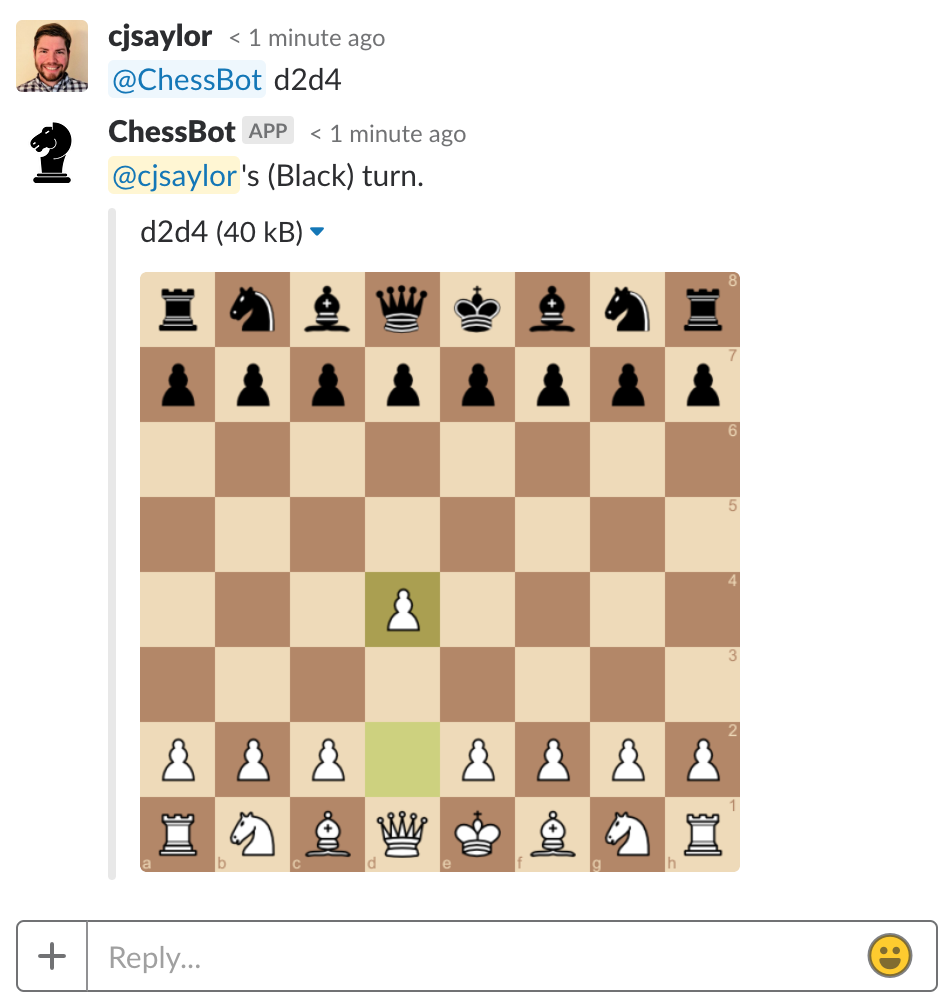 cjsaylor < 1 minute ago
@ChessBot d2d4
ChessBot APP < 1 minute ago
@cjsaylor's (Black) turn.
d2d4 (40 kB)
8
7
6
5
4
3
2
1
a b c d e f g h
Reply...